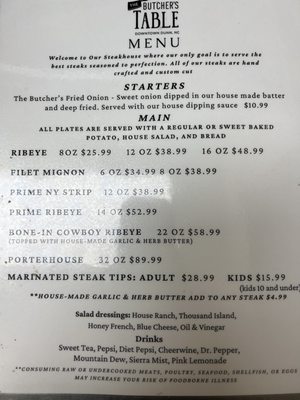 THE
BUTCHER'S
TABLE
DOWNTOWN DUNN, NC
MENU
Welcome to Our Steakhouse where our only goal is to serve the
best steaks seasoned to perfection. All of our steaks are hand
crafted and custom cut
STARTERS
The Butcher's Fried Onion - Sweet onion dipped in our house made batter
and deep fried. Served with our house dipping sauce $10.99
MAIN
ALL PLATES ARE SERVED WITH A REGULAR OR SWEET BAKED
POTATO, HOUSE SALAD, AND BREAD
RIBEYE 8OZ $25.99 12 OZ $38.99 16 OZ $48.99
FILET MIGNON 6 OZ $34.99 8 OZ $38.99
PRIME NY STRIP 12 OZ $38.99
PRIME RIBEYE 14 OZ $52.99
BONE-IN COWBOY RIBEYE 22 OZ $58.99
(TOPPED WITH HOUSE-MADE GARLIC & HERB BUTTER)
PORTERHOUSE 32 OZ $89.99
MARINATED STEAK TIPS: ADULT $28.99 KIDS $15.99
(kids 10 and under)
**HOUSE-MADE GARLIC & HERB BUTTER ADD TO ANY STEAK $4.99
Salad dressings: House Ranch, Thousand Island,
Honey French, Blue Cheese, Oil & Vinegar
Drinks
Sweet Tea, Pepsi, Diet Pepsi, Cheerwine, Dr. Pepper,
Mountain Dew, Sierra Mist, Pink Lemonade
**CONSUMING RAW OR UNDERCOOKED MEATS, POULTRY, SEAFOOD, SHELLFISH, OR EGGS
MAY INCREASE YOUR RISK OF FOODBORNE ILLNESS